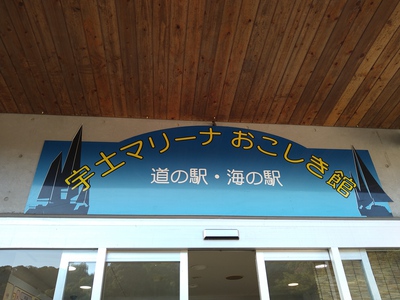 宇土マリーナ おこしき館
道の駅・海の駅